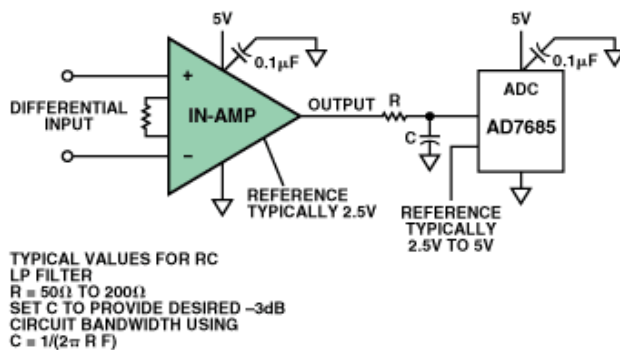 5V
0.1µF
5V
0.1µF
+
DIFFERENTIAL
INPUT
IN-AMP
−
OUTPUT
R
C
ADC
AD7685
REFERENCE
TYPICALLY 2.5V
REFERENCE
TYPICALLY
2.5V TO 5V
TYPICAL VALUES FOR RC
LP FILTER
R = 50Ω TO 200Ω
SET C TO PROVIDE DESIRED –3dB
CIRCUIT BANDWIDTH USING
C = 1/(2π R F)